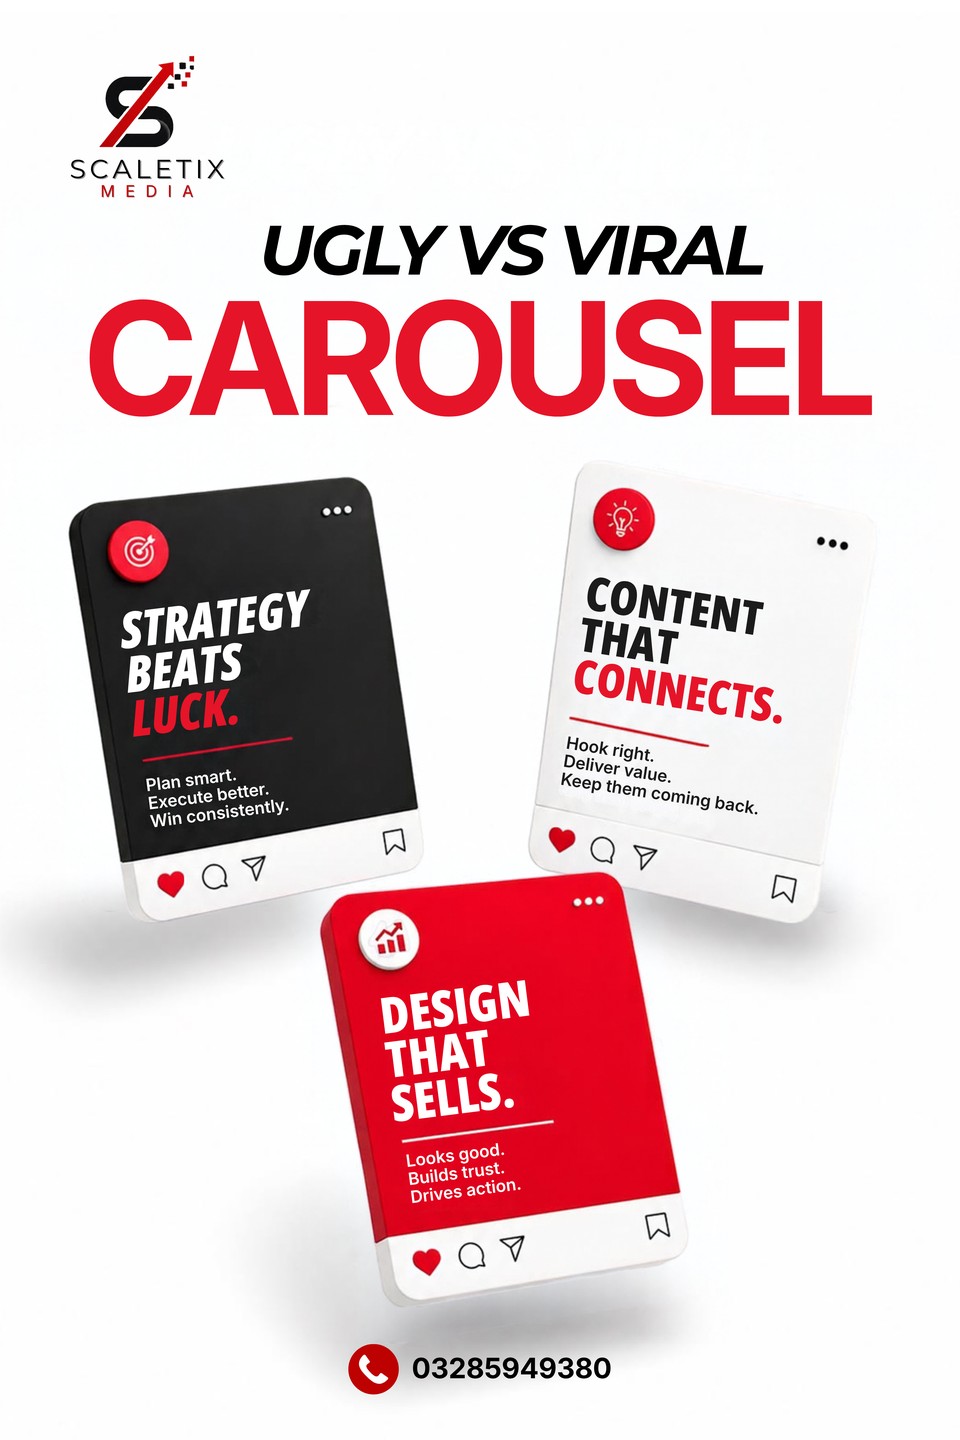 SCALETIX
MEDIA
UGLY VS VIRAL
CAROUSEL
STRATEGY
BEATS
LUCK.
Plan smart.
Execute better.
Win consistently.
CONTENT
THAT
CONNECTS.
Hook right.
Deliver value.
Keep them coming back.
DESIGN
THAT
SELLS.
Looks good.
Builds trust.
Drives action.
03285949380